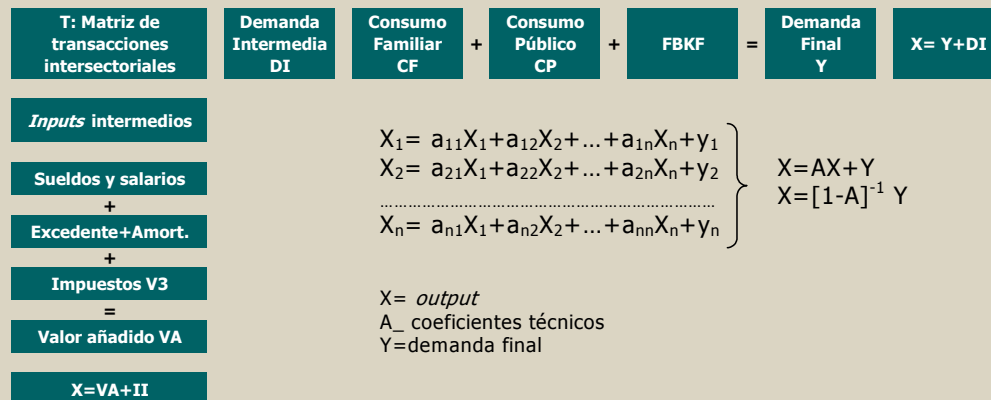 T: Matriz de
transacciones
intersectoriales
Demanda
Intermedia
DI
Consumo
Familiar
CF
+
Consumo
Público
CP
+
FBKF
=
Demanda
Final
Y
X= Y+DI
Inputs intermedios
Sueldos y salarios
+
Excedente+Amort.
+
Impuestos V3
=
Valor añadido VA
X=VA+II
X₁= a₁₁X₁+a₁₂X₂+...+a₁ₙXₙ+y₁
X₂= a₂₁X₁+a₂₂X₂+...+a₂ₙXₙ+y₂
........................................................................
Xₙ= aₙ₁X₁+aₙ₂X₂+...+aₙₙXₙ+yₙ
X=AX+Y
X=[1-A]⁻¹ Y
X= output
A_ coeficientes técnicos
Y=demanda final